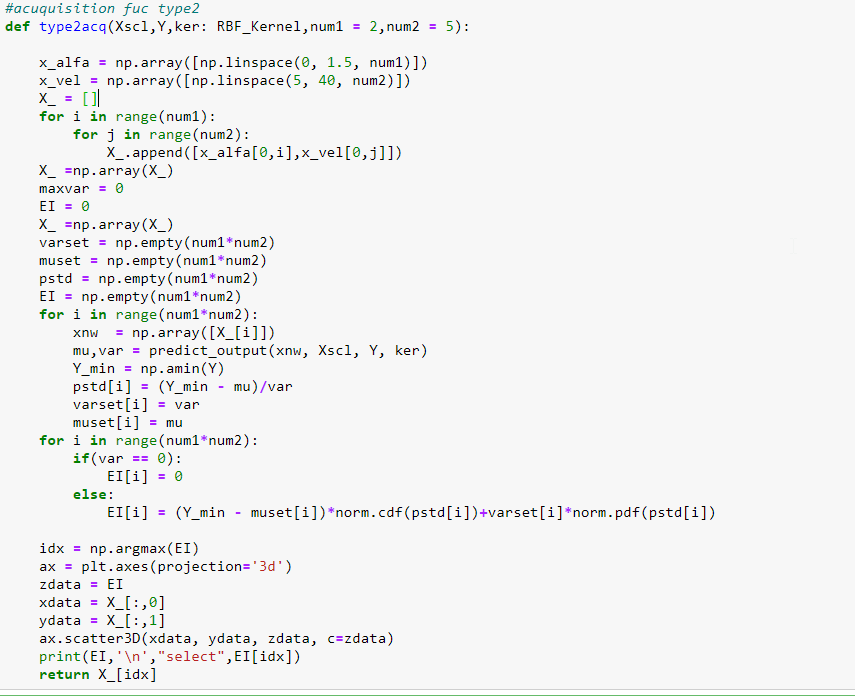 #acuquisition fuc type2
def type2acq(Xscl,Y,ker: RBF_Kernel,num1 = 2,num2 = 5):

    x_alfa = np.array([np.linspace(0, 1.5, num1)])
    x_vel = np.array([np.linspace(5, 40, num2)])
    X_ = []
    for i in range(num1):
        for j in range(num2):
            X_.append([x_alfa[0,i],x_vel[0,j]])
    X_ =np.array(X_)
    maxvar = 0
    EI = 0
    X_ =np.array(X_)
    varset = np.empty(num1*num2)
    muset = np.empty(num1*num2)
    pstd = np.empty(num1*num2)
    EI = np.empty(num1*num2)
    for i in range(num1*num2):
        xnw  = np.array([X_[i]])
        mu,var = predict_output(xnw, Xscl, Y, ker)
        Y_min = np.amin(Y)
        pstd[i] = (Y_min - mu)/var
        varset[i] = var
        muset[i] = mu
    for i in range(num1*num2):
        if(var == 0):
            EI[i] = 0
        else:
            EI[i] = (Y_min - muset[i])*norm.cdf(pstd[i])+varset[i]*norm.pdf(pstd[i])

    idx = np.argmax(EI)
    ax = plt.axes(projection='3d')
    zdata = EI
    xdata = X_[:,0]
    ydata = X_[:,1]
    ax.scatter3D(xdata, ydata, zdata, c=zdata)
    print(EI,'\n',"select",EI[idx])
    return X_[idx]